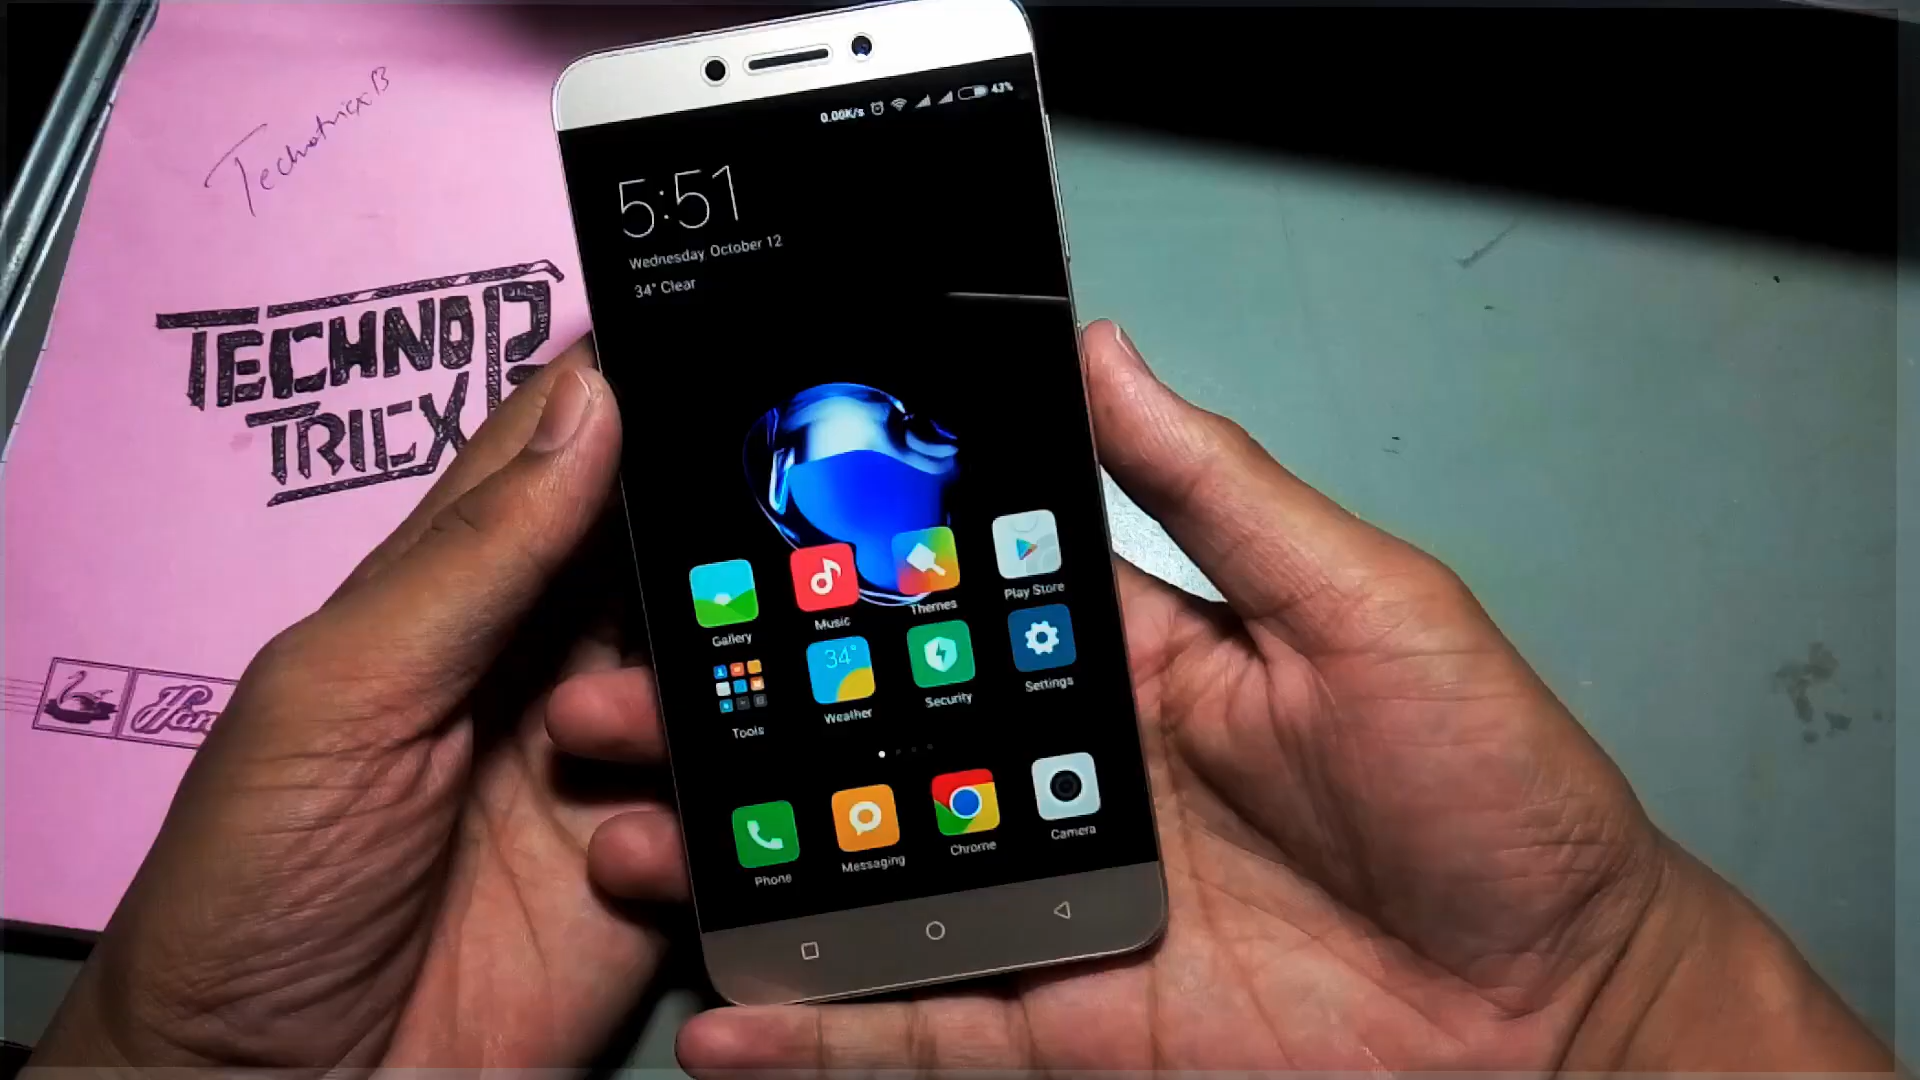 TechnotricxB
TECHNO
TRICX B
0.00K/s 43%
5:51
Wednesday, October 12
34° Clear
Gallery
Music
Themes
Play Store
Tools
34°
Weather
Security
Settings
Phone
Messaging
Chrome
Camera